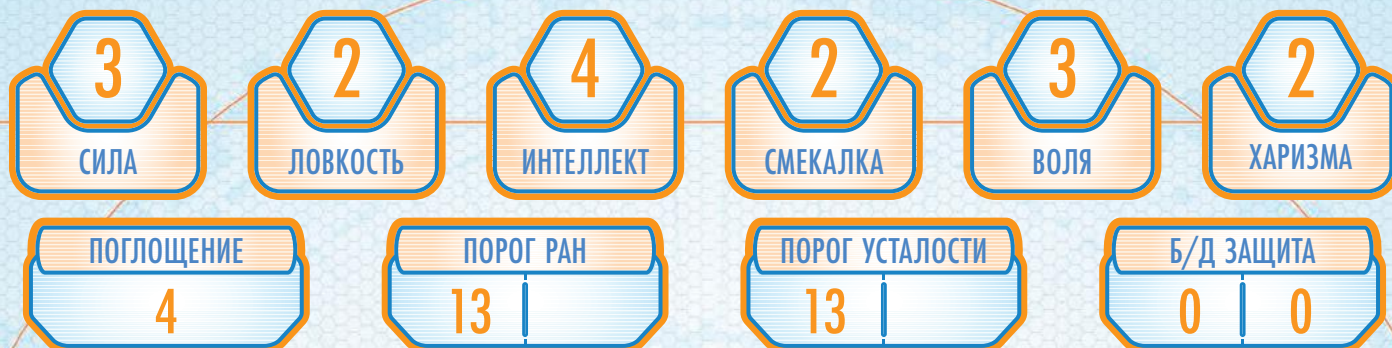 3 2 4 2 3 2
СИЛА ЛОВКОСТЬ ИНТЕЛЛЕКТ СМЕКАЛКА ВОЛЯ ХАРИЗМА
ПОГЛОЩЕНИЕ ПОРОГ РАН ПОРОГ УСТАЛОСТИ Б/Д ЗАЩИТА
4 13 13 0 0